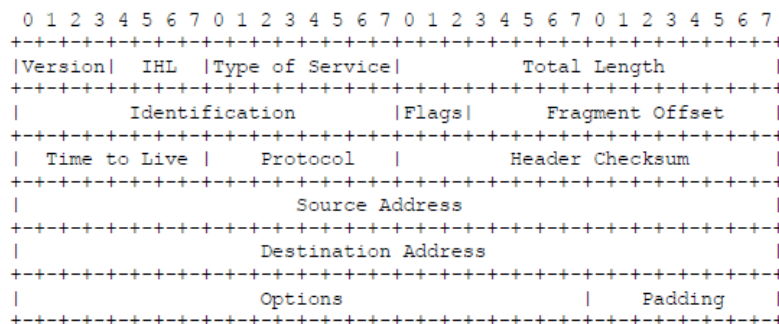 0 1 2 3 4 5 6 7 0 1 2 3 4 5 6 7 0 1 2 3 4 5 6 7 0 1 2 3 4 5 6 7
+-+-+-+-+-+-+-+-+-+-+-+-+-+-+-+-+-+-+-+-+-+-+-+-+-+-+-+-+-+-+-+-+
|Version|  IHL  |Type of Service|          Total Length         |
+-+-+-+-+-+-+-+-+-+-+-+-+-+-+-+-+-+-+-+-+-+-+-+-+-+-+-+-+-+-+-+-+
|         Identification        |Flags|      Fragment Offset    |
+-+-+-+-+-+-+-+-+-+-+-+-+-+-+-+-+-+-+-+-+-+-+-+-+-+-+-+-+-+-+-+-+
|  Time to Live |    Protocol   |         Header Checksum       |
+-+-+-+-+-+-+-+-+-+-+-+-+-+-+-+-+-+-+-+-+-+-+-+-+-+-+-+-+-+-+-+-+
|                       Source Address                          |
+-+-+-+-+-+-+-+-+-+-+-+-+-+-+-+-+-+-+-+-+-+-+-+-+-+-+-+-+-+-+-+-+
|                    Destination Address                        |
+-+-+-+-+-+-+-+-+-+-+-+-+-+-+-+-+-+-+-+-+-+-+-+-+-+-+-+-+-+-+-+-+
|                    Options                    |    Padding    |
+-+-+-+-+-+-+-+-+-+-+-+-+-+-+-+-+-+-+-+-+-+-+-+-+-+-+-+-+-+-+-+-+